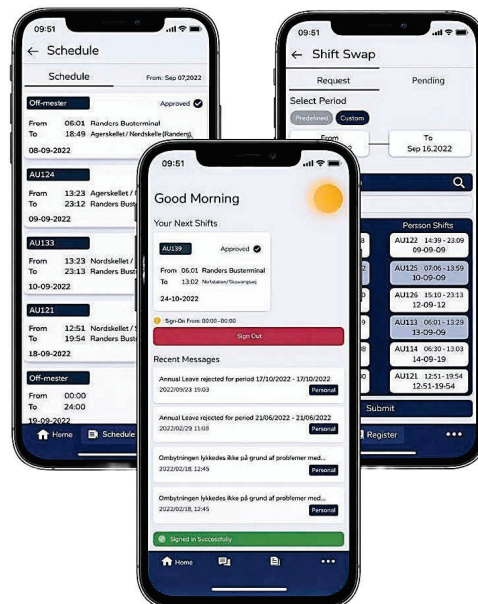 09:51
Schedule
Schedule
From: Sep 07,2022
Off-mester
Approved
From 06:01 Randers Busterminal
To 18:49 Agerskellet / Nordskelle [Randers],
08-09-2022
AU124
From 13:23 Agerskellet /
To 23:12 Randers Bust
09-09-2022
AU133
From 13:23 Nordskellet /
To 23:13 Randers Bust
10-09-2022
AU121
From 12:51 Nordskellet /
To 19:54 Randers Bust
18-09-2022
Off-mester
From 00:00
To 24:00
19-09-2022
Home
Schedule
09:51
Good Morning
Your Next Shifts
AU139
Approved
From 06.01 Randers Busterminal
To 13:02
24-10-2022
Sign-On From: 00:00 - 00:00
Sign Out
Recent Messages
Annual Leave rejected for period 17/10/2022 - 17/10/2022
2022/09/23 19:03
Personal
Annual Leave rejected for period 21/06/2022 - 21/06/2022
2022/02/29 11:08
Personal
Ombytningen lykkedes ikke på grund af problemer med...
2022/02/18, 12:45
Personal
Ombytningen lykkedes ikke på grund af problemer med...
2022/02/18, 12:45
Personal
Signed in Successfully
Home
09:51
Shift Swap
Request
Pending
Select Period
Predefined
Custom
From
To
Sep 16,2022
Person Shifts
AU122 14:39 - 23.09
09-09-09
AU125 07:06 - 13:59
10-09-09
AU126 15:10 - 23:13
12-09-12
AU113 06:01 - 13:29
13-09-09
AU114 06:30 - 13:03
14-09-19
AU121 12:51 - 19:54
12:51-19-54
Submit
Register